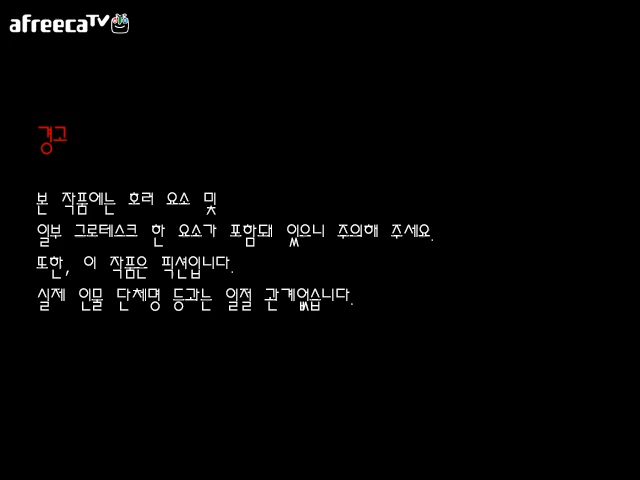 afreecaTV
경고
본 작품에는 호러 요소 및
일부 그로테스크 한 요소가 포함돼 있으니 주의해 주세요.
또한, 이 작품은 픽션입니다.
실제 인물 단체명 등과는 일절 관계없습니다.